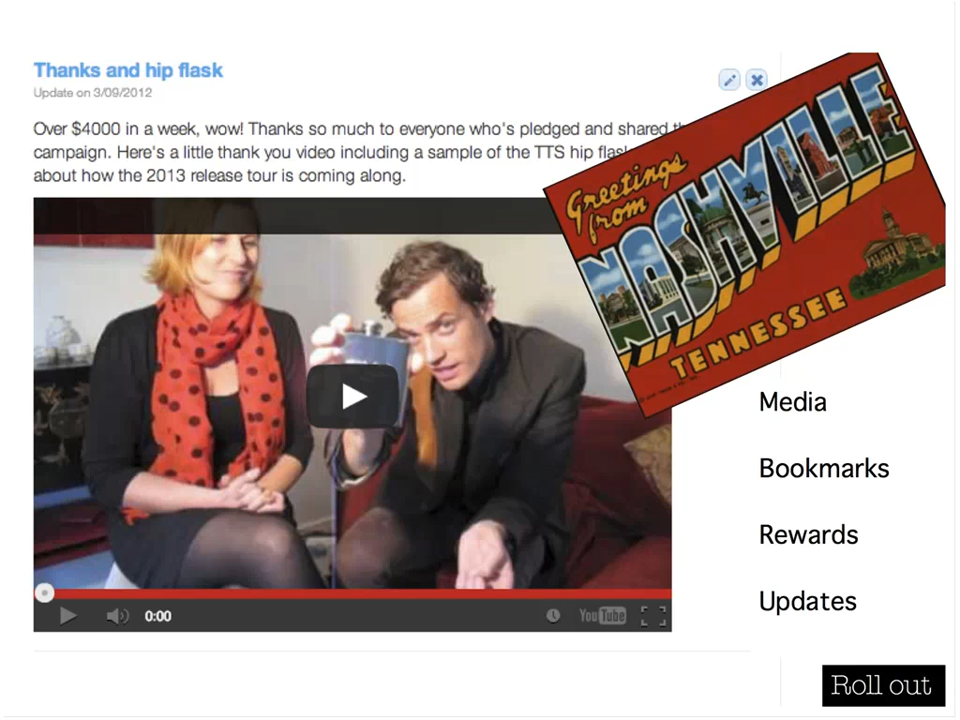 Thanks and hip flask
Update on 3/09/2012
Over $4000 in a week, wow! Thanks so much to everyone who's pledged and shared
campaign. Here's a little thank you video including a sample of the TTS hip
about how the 2013 release tour is coming along.
Greetings
from
NASHVILLE
TENNESSEE
0:00
YouTube
Media
Bookmarks
Rewards
Updates
Roll out